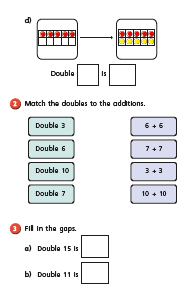 d)
Double is
2 Match the doubles to the additions.
Double 3 6 + 6
Double 6 7 + 7
Double 10 3 + 3
Double 7 10 + 10
3 Fill in the gaps.
a) Double 15 is
b) Double 11 is